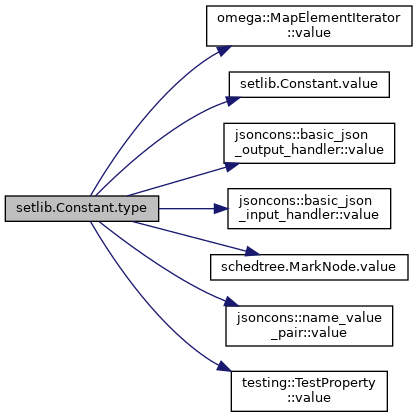 omega::MapElementIterator
::value
setlib.Constant.value
jsoncons::basic_json
_output_handler::value
setlib.Constant.type
jsoncons::basic_json
_input_handler::value
schedtree.MarkNode.value
jsoncons::name_value
_pair::value
testing::TestProperty
::value